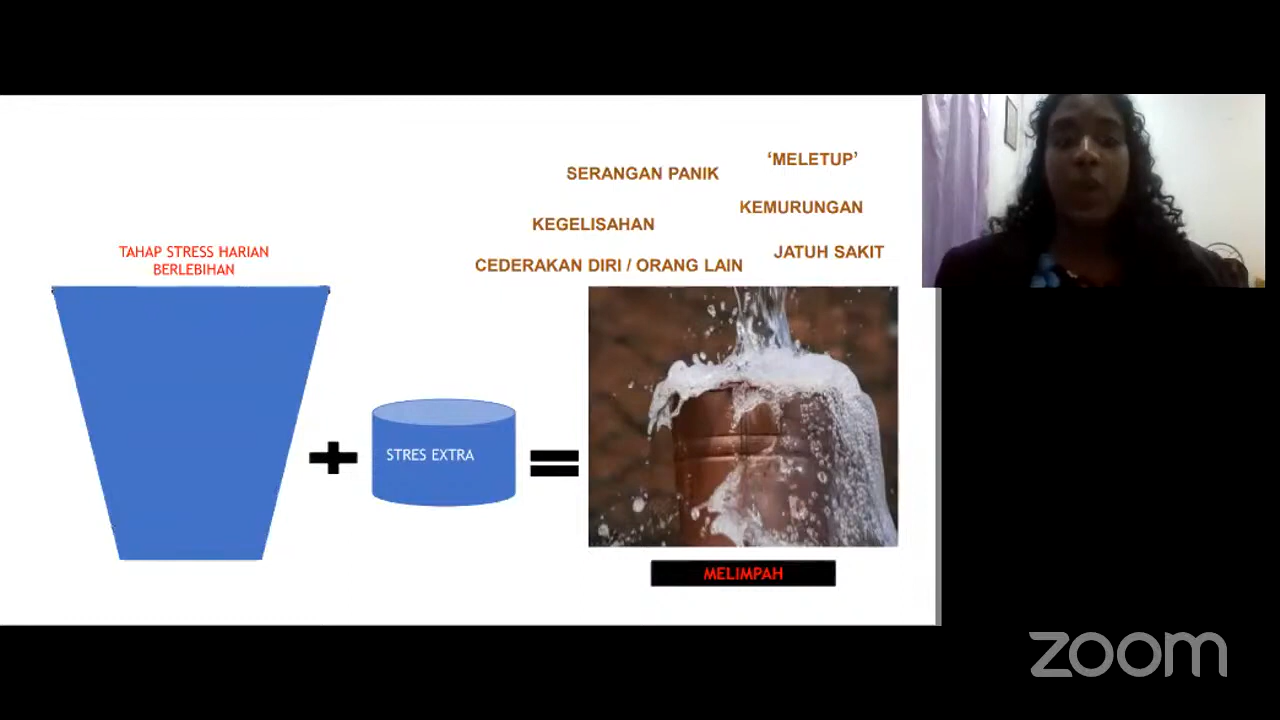 ‘MELETUP’
SERANGAN PANIK
KEMURUNGAN
KEGELISAHAN
JATUH SAKIT
CEDERAKAN DIRI / ORANG LAIN
TAHAP STRESS HARIAN
BERLEBIHAN
STRES EXTRA
MELIMPAH
zoom